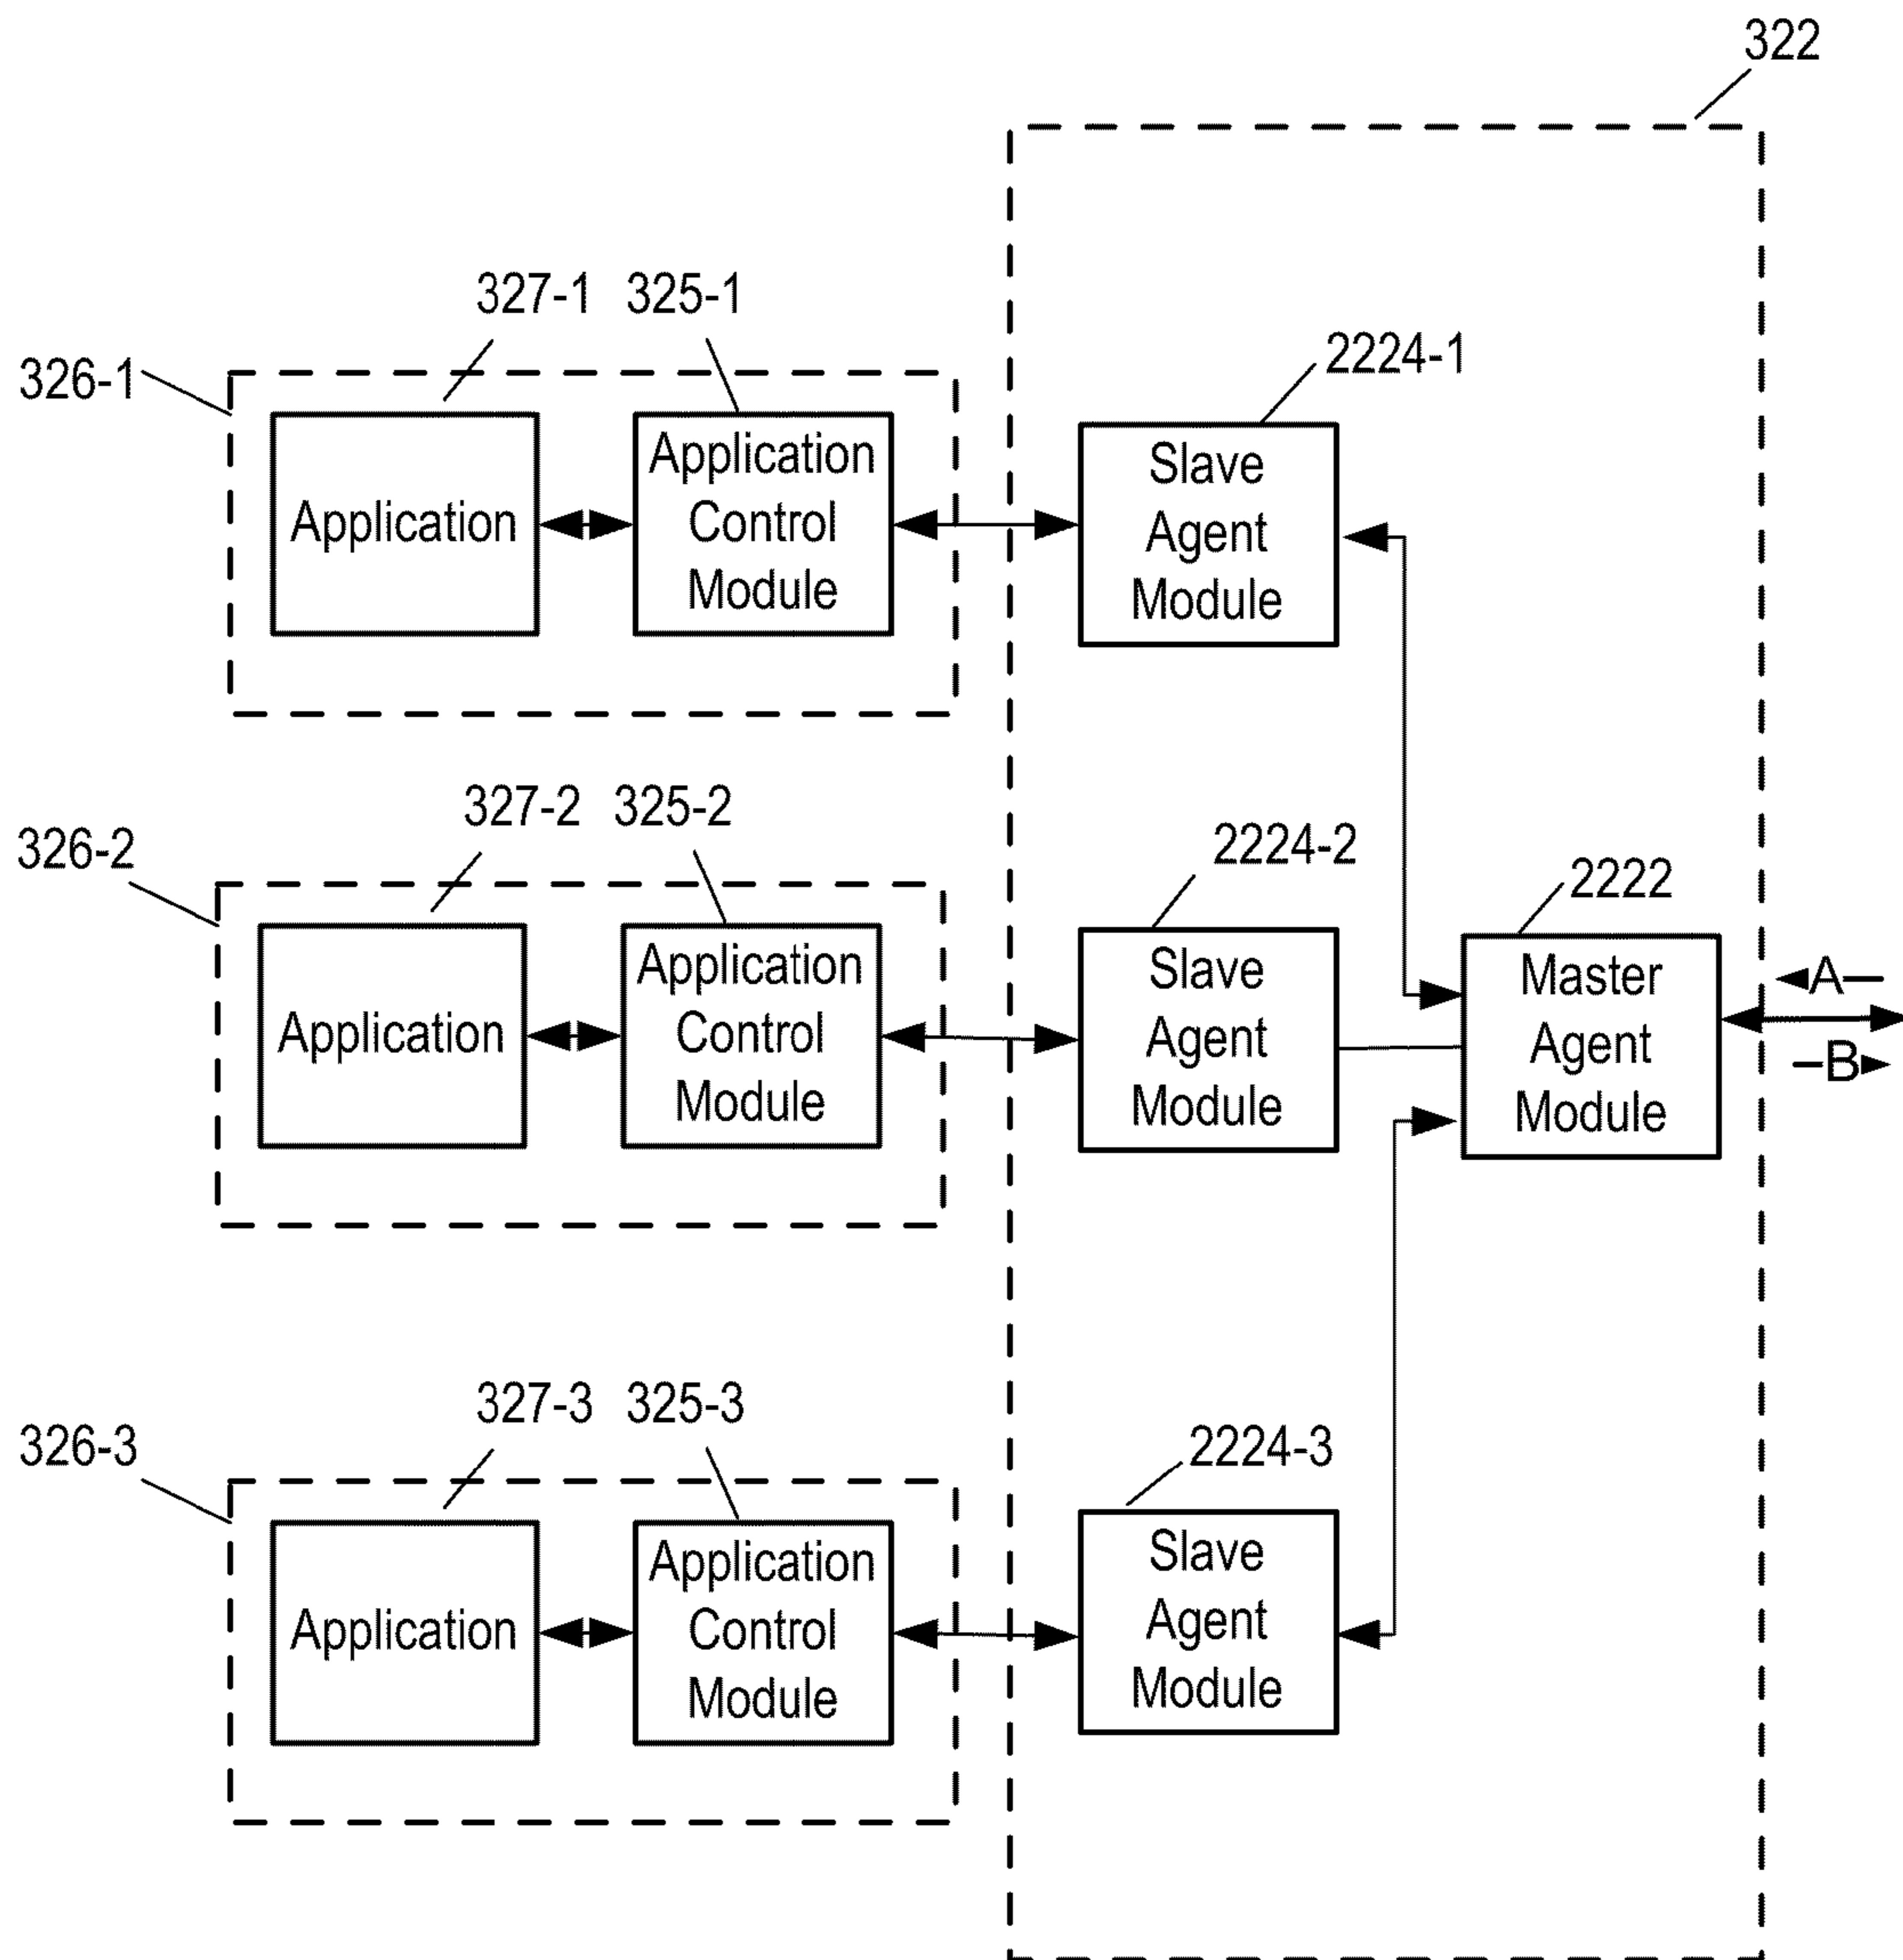 322
327-1 325-1
326-1
2224-1
Application
Application
Control
Module
Slave
Agent
Module
327-2 325-2
326-2
2224-2
2222
Application
Application
Control
Module
Slave
Agent
Module
Master
Agent
Module
A
B
327-3 325-3
326-3
2224-3
Application
Application
Control
Module
Slave
Agent
Module